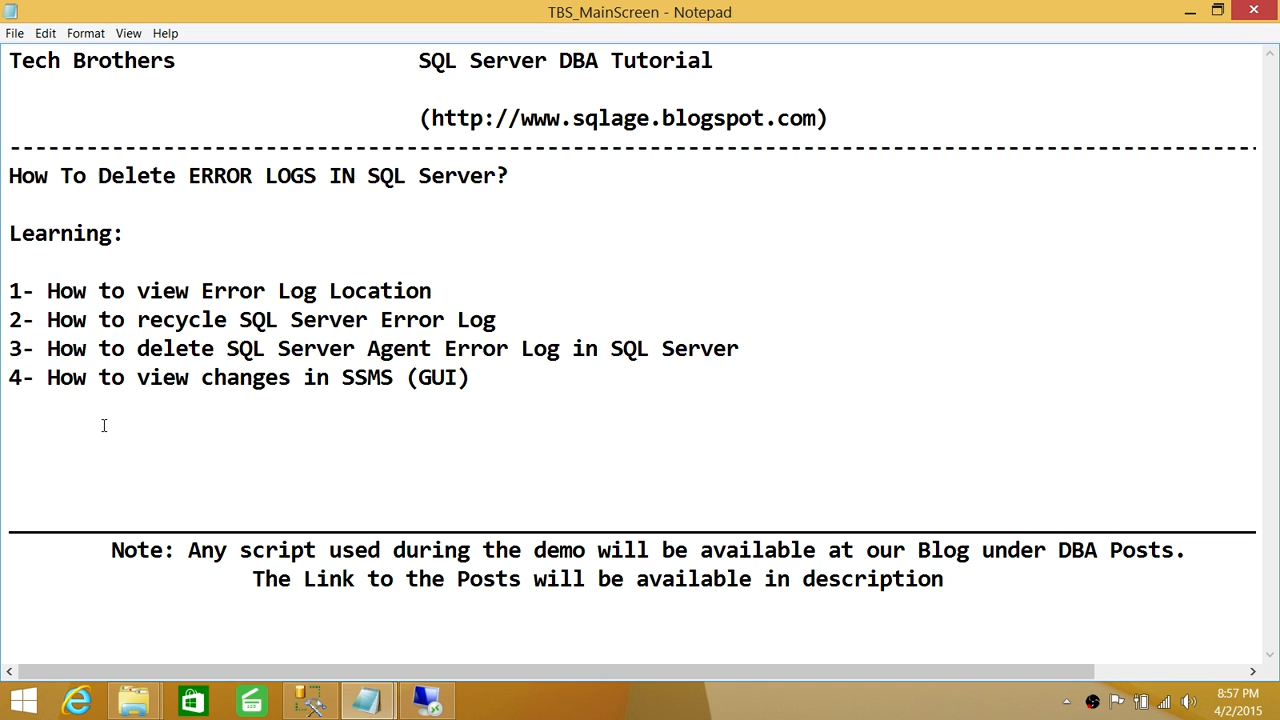 TBS_MainScreen - Notepad
File Edit Format View Help
Tech Brothers SQL Server DBA Tutorial
(http://www.sqlage.blogspot.com)
--------------------------------------------------------------------------------------------------
How To Delete ERROR LOGS IN SQL Server?
Learning:
1- How to view Error Log Location
2- How to recycle SQL Server Error Log
3- How to delete SQL Server Agent Error Log in SQL Server
4- How to view changes in SSMS (GUI)
Note: Any script used during the demo will be available at our Blog under DBA Posts.
The Link to the Posts will be available in description
8:57 PM
4/2/2015